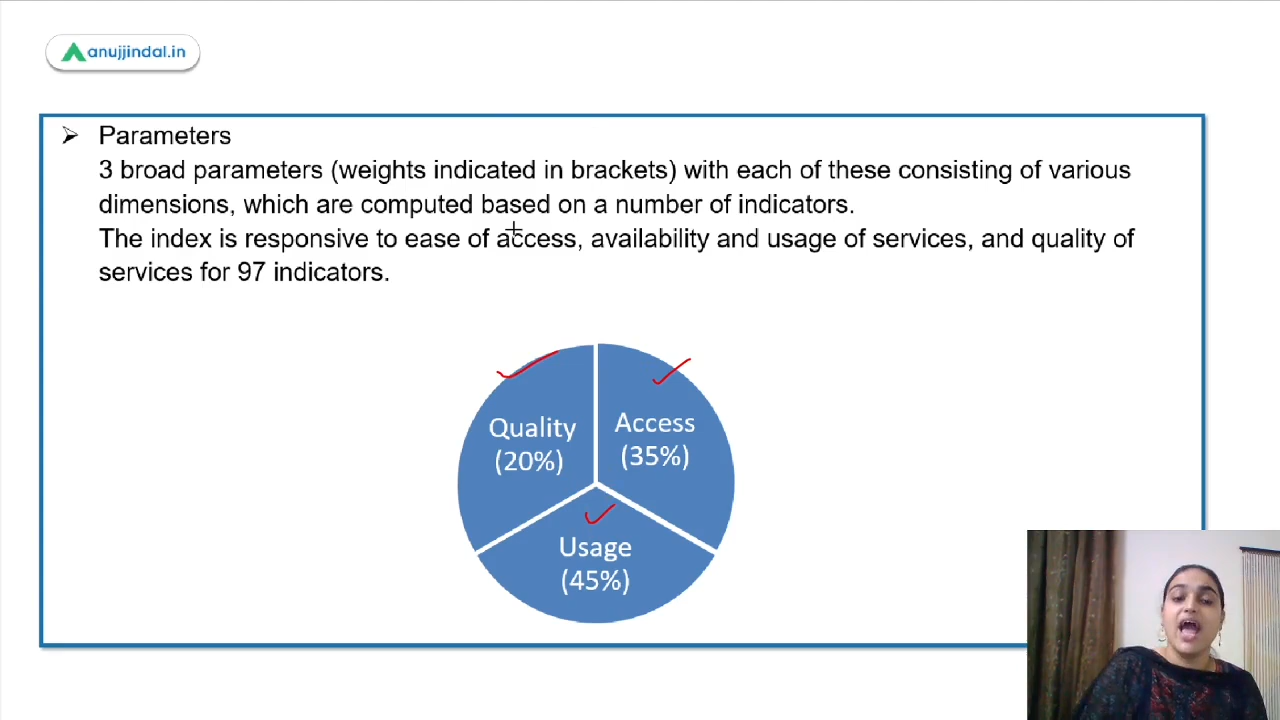 anujjindal.in
Parameters
3 broad parameters (weights indicated in brackets) with each of these consisting of various
dimensions, which are computed based on a number of indicators.
The index is responsive to ease of access, availability and usage of services, and quality of
services for 97 indicators.
Quality
(20%)
Access
(35%)
Usage
(45%)